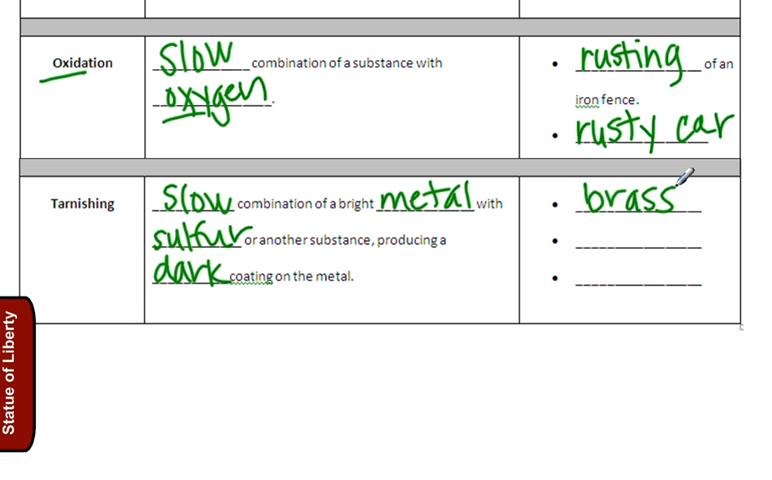 Oxidation
slow combination of a substance with
oxygen.
• rusting of an
iron fence.
• rusty car
Tarnishing
slow combination of a bright metal with
sulfur or another substance, producing a
dark coating on the metal.
• brass
•
•
Statue of Liberty